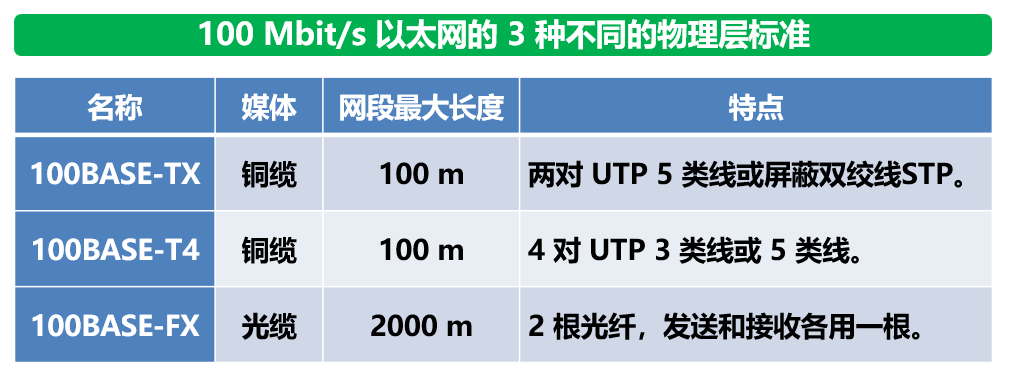 100 Mbit/s 以太网的 3 种不同的物理层标准
名称 媒体 网段最大长度 特点
100BASE-TX 铜缆 100 m 两对 UTP 5 类线或屏蔽双绞线STP。
100BASE-T4 铜缆 100 m 4 对 UTP 3 类线或 5 类线。
100BASE-FX 光缆 2000 m 2 根光纤，发送和接收各用一根。